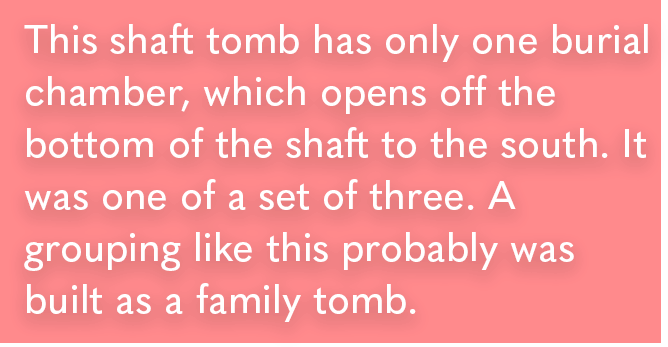 This shaft tomb has only one burial
chamber, which opens off the
bottom of the shaft to the south. It
was one of a set of three. A
grouping like this probably was
built as a family tomb.